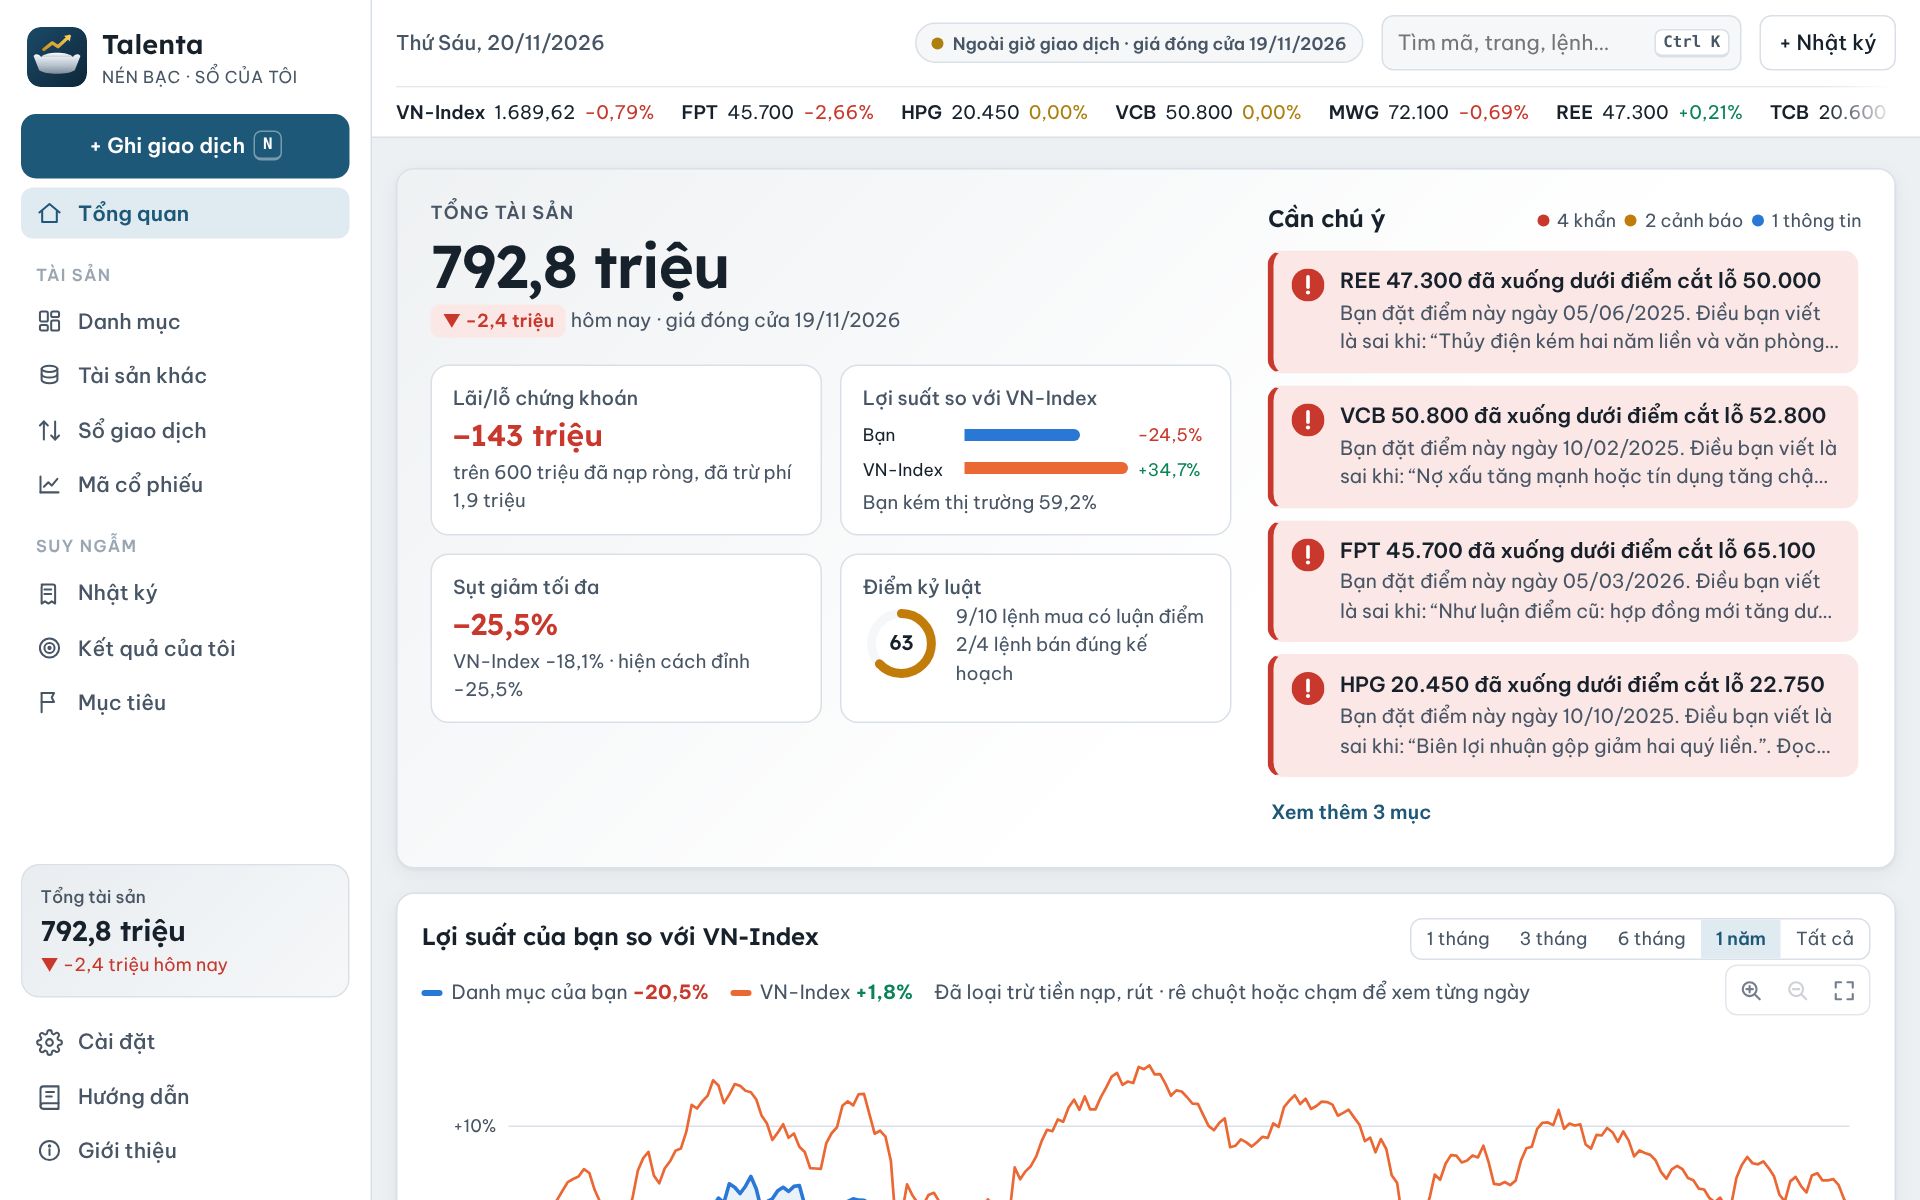 Talenta
NÉN BẠC · SỔ CỦA TÔI
+ Ghi giao dịch N
Tổng quan
TÀI SẢN
Danh mục
Tài sản khác
Sổ giao dịch
Mã cổ phiếu
SUY NGẪM
Nhật ký
Kết quả của tôi
Mục tiêu
Tổng tài sản
792,8 triệu
▼ −2,4 triệu hôm nay
Cài đặt
Hướng dẫn
Giới thiệu
Thứ Sáu, 20/11/2026
Ngoài giờ giao dịch · giá đóng cửa 19/11/2026
Tìm mã, trang, lệnh... Ctrl K
+ Nhật ký
VN-Index 1.689,62 −0,79% FPT 45.700 −2,66% HPG 20.450 0,00% VCB 50.800 0,00% MWG 72.100 −0,69% REE 47.300 +0,21% TCB 20.600
TỔNG TÀI SẢN
792,8 triệu
▼ −2,4 triệu hôm nay · giá đóng cửa 19/11/2026
Lãi/lỗ chứng khoán
−143 triệu
trên 600 triệu đã nạp ròng, đã trừ phí
1,9 triệu
Lợi suất so với VN-Index
Bạn −24,5%
VN-Index +34,7%
Bạn kém thị trường 59,2%
Sụt giảm tối đa
−25,5%
VN-Index −18,1% · hiện cách đỉnh
−25,5%
Điểm kỷ luật
63
9/10 lệnh mua có luận điểm
2/4 lệnh bán đúng kế
hoạch
Cần chú ý
4 khẩn 2 cảnh báo 1 thông tin
REE 47.300 đã xuống dưới điểm cắt lỗ 50.000
Bạn đặt điểm này ngày 05/06/2025. Điều bạn viết
là sai khi: “Thủy điện kém hai năm liền và văn phòng...
VCB 50.800 đã xuống dưới điểm cắt lỗ 52.800
Bạn đặt điểm này ngày 10/02/2025. Điều bạn viết là
sai khi: “Nợ xấu tăng mạnh hoặc tín dụng tăng chậ...
FPT 45.700 đã xuống dưới điểm cắt lỗ 65.100
Bạn đặt điểm này ngày 05/03/2026. Điều bạn viết
là sai khi: “Như luận điểm cũ: hợp đồng mới tăng dư...
HPG 20.450 đã xuống dưới điểm cắt lỗ 22.750
Bạn đặt điểm này ngày 10/10/2025. Điều bạn viết là
sai khi: “Biên lợi nhuận gộp giảm hai quý liền.”. Đọc...
Xem thêm 3 mục
Lợi suất của bạn so với VN-Index
1 tháng 3 tháng 6 tháng 1 năm Tất cả
Danh mục của bạn −20,5% VN-Index +1,8% Đã loại trừ tiền nạp, rút · rê chuột hoặc chạm để xem từng ngày
+10%